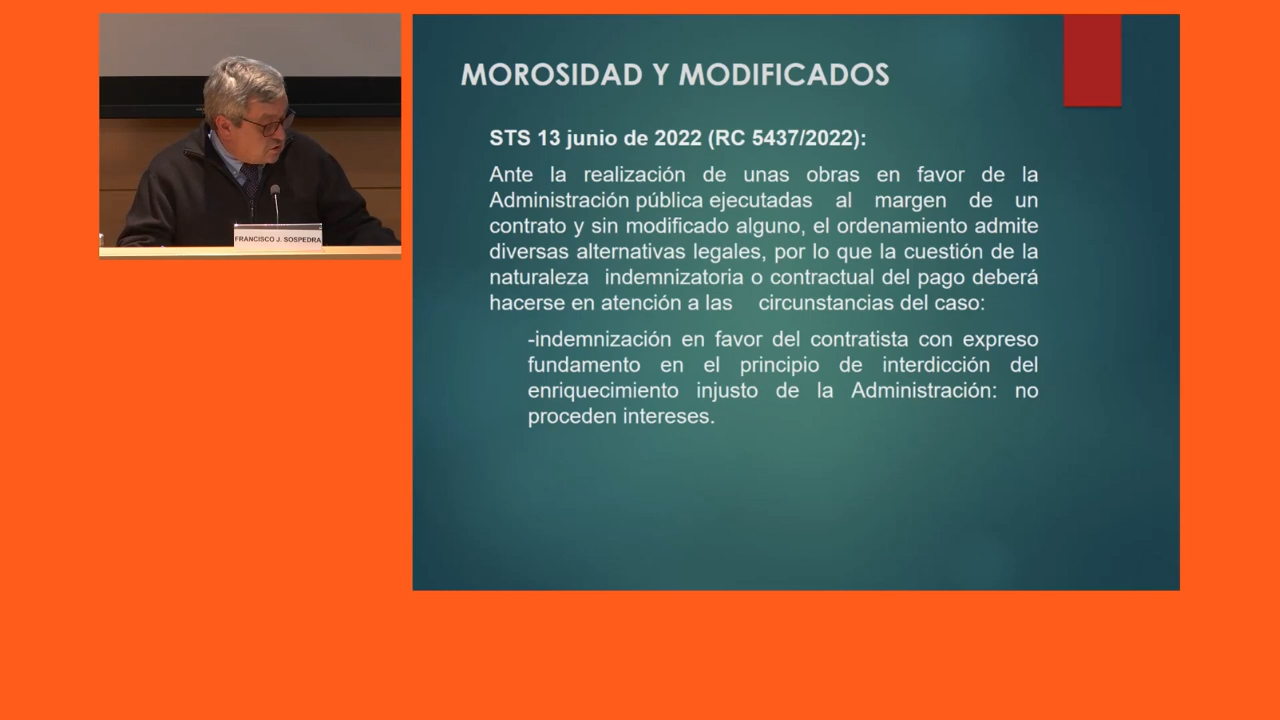 FRANCISCO J. SOSPEDRA
MOROSIDAD Y MODIFICADOS
STS 13 junio de 2022 (RC 5437/2022):
Ante la realización de unas obras en favor de la
Administración pública ejecutadas al margen de un
contrato y sin modificado alguno, el ordenamiento admite
diversas alternativas legales, por lo que la cuestión de la
naturaleza indemnizatoria o contractual del pago deberá
hacerse en atención a las circunstancias del caso:
-indemnización en favor del contratista con expreso
fundamento en el principio de interdicción del
enriquecimiento injusto de la Administración: no
proceden intereses.